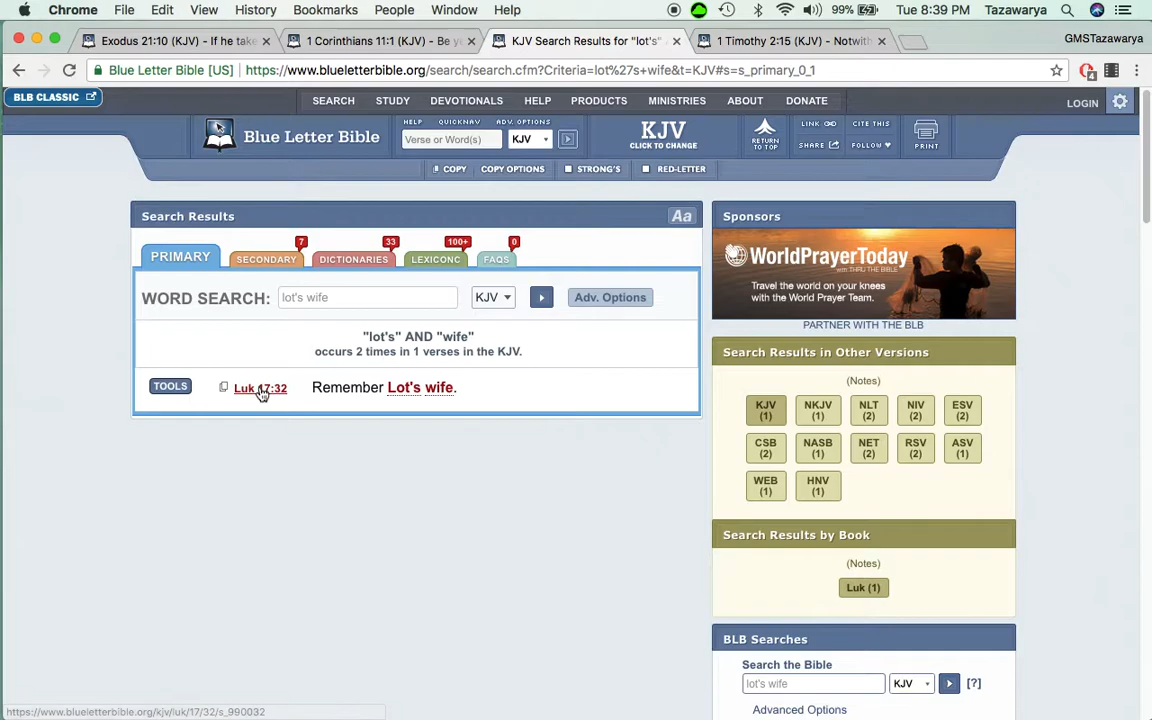 Chrome File Edit View History Bookmarks People Window Help 99% Tue 8:39 PM Tazawarya
Exodus 21:10 (KJV) - If he take × 1 Corinthians 11:1 (KJV) - Be y × KJV Search Results for "lot's" × 1 Timothy 2:15 (KJV) - Notwith × GMSTazawarya
Blue Letter Bible [US] https://www.blueletterbible.org/search/search.cfm?Criteria=lot%27s+wife&t=KJV#s=s_primary_0_1 4
BLB CLASSIC
SEARCH STUDY DEVOTIONALS HELP PRODUCTS MINISTRIES ABOUT DONATE LOGIN
HELP QUICKNAV ADV. OPTIONS
Blue Letter Bible Verse or Word(s) KJV
KJV
CLICK TO CHANGE
RETURN TO TOP
LINK CITE THIS
SHARE FOLLOW
PRINT
COPY COPY OPTIONS STRONG'S RED-LETTER
Search Results Aa
PRIMARY SECONDARY 7 DICTIONARIES 33 LEXICONC 100+ FAQS 0
WORD SEARCH: lot's wife KJV Adv. Options
"lot's" AND "wife"
occurs 2 times in 1 verses in the KJV.
TOOLS Luk 17:32 Remember Lot's wife.
Sponsors
WorldPrayerToday
with THRU THE BIBLE
Travel the world on your knees
with the World Prayer Team.
PARTNER WITH THE BLB
Search Results in Other Versions
(Notes)
KJV (1) NKJV (1) NLT (2) NIV (2) ESV (2)
CSB (2) NASB (1) NET (2) RSV (2) ASV (1)
WEB (1) HNV (1)
Search Results by Book
(Notes)
Luk (1)
BLB Searches
Search the Bible
lot's wife KJV [?]
Advanced Options
https://www.blueletterbible.org/kjv/luk/17/32/s_990032